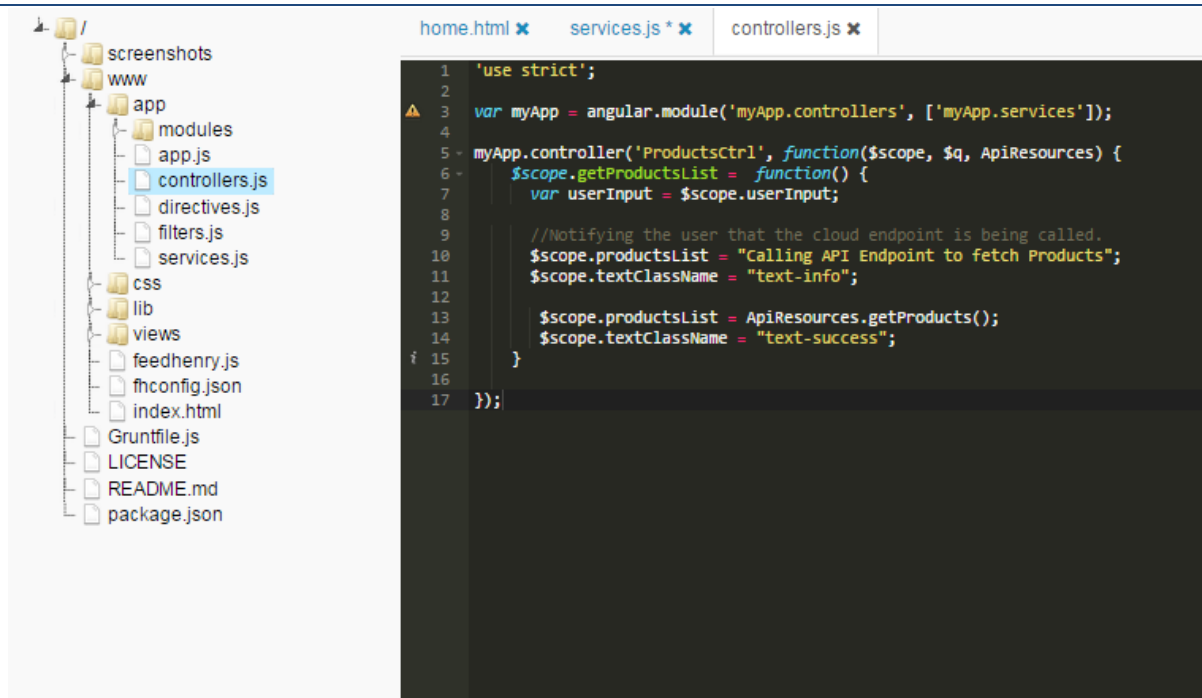 /
screenshots
www
app
modules
app.js
controllers.js
directives.js
filters.js
services.js
css
lib
views
feedhenry.js
fhconfig.json
index.html
Gruntfile.js
LICENSE
README.md
package.json
home.html ✖ services.js * ✖ controllers.js ✖
1 'use strict';
2
3 var myApp = angular.module('myApp.controllers', ['myApp.services']);
4
5 myApp.controller('ProductsCtrl', function($scope, $q, ApiResources) {
6 $scope.getProductsList = function() {
7 var userInput = $scope.userInput;
8
9 //Notifying the user that the cloud endpoint is being called.
10 $scope.productsList = "Calling API Endpoint to fetch Products";
11 $scope.textClassName = "text-info";
12
13 $scope.productsList = ApiResources.getProducts();
14 $scope.textClassName = "text-success";
i 15 }
16
17 });